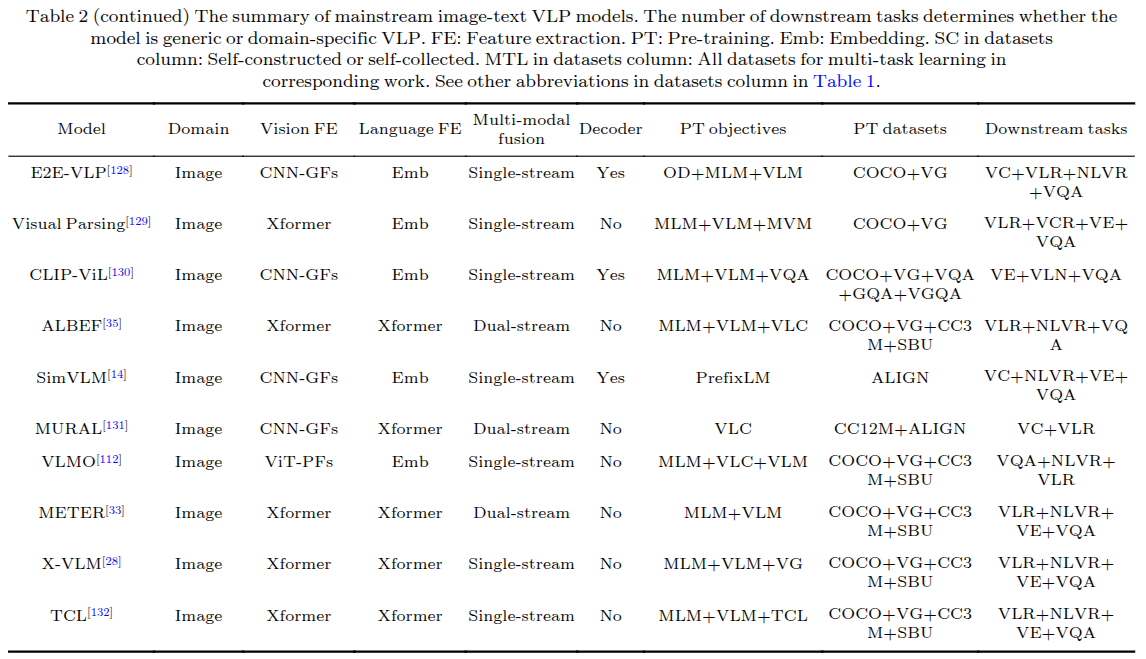 Table 2 (continued) The summary of mainstream image-text VLP models. The number of downstream tasks determines whether the
model is generic or domain-specific VLP. FE: Feature extraction. PT: Pre-training. Emb: Embedding. SC in datasets
column: Self-constructed or self-collected. MTL in datasets column: All datasets for multi-task learning in
corresponding work. See other abbreviations in datasets column in Table 1.
Model Domain Vision FE Language FE Multi-modal fusion Decoder PT objectives PT datasets Downstream tasks
E2E-VLP[128] Image CNN-GFs Emb Single-stream Yes OD+MLM+VLM COCO+VG VC+VLR+NLVR
+VQA
Visual Parsing[129] Image Xformer Emb Single-stream No MLM+VLM+MVM COCO+VG VLR+VCR+VE+
VQA
CLIP-ViL[130] Image CNN-GFs Emb Single-stream Yes MLM+VLM+VQA COCO+VG+VQA VE+VLN+VQA
+GQA+VGQA
ALBEF[35] Image Xformer Xformer Dual-stream No MLM+VLM+VLC COCO+VG+CC3 VLR+NLVR+VQ
M+SBU A
SimVLM[14] Image CNN-GFs Emb Single-stream Yes PrefixLM ALIGN VC+NLVR+VE+
VQA
MURAL[131] Image CNN-GFs Xformer Dual-stream No VLC CC12M+ALIGN VC+VLR
VLMO[112] Image ViT-PFs Emb Single-stream No MLM+VLC+VLM COCO+VG+CC3 VQA+NLVR+
M+SBU VLR
METER[33] Image Xformer Xformer Dual-stream No MLM+VLM COCO+VG+CC3 VLR+NLVR+
M+SBU VE+VQA
X-VLM[28] Image Xformer Xformer Single-stream No MLM+VLM+VG COCO+VG+CC3 VLR+NLVR+
M+SBU VE+VQA
TCL[132] Image Xformer Xformer Single-stream No MLM+VLM+TCL COCO+VG+CC3 VLR+NLVR+
M+SBU VE+VQA